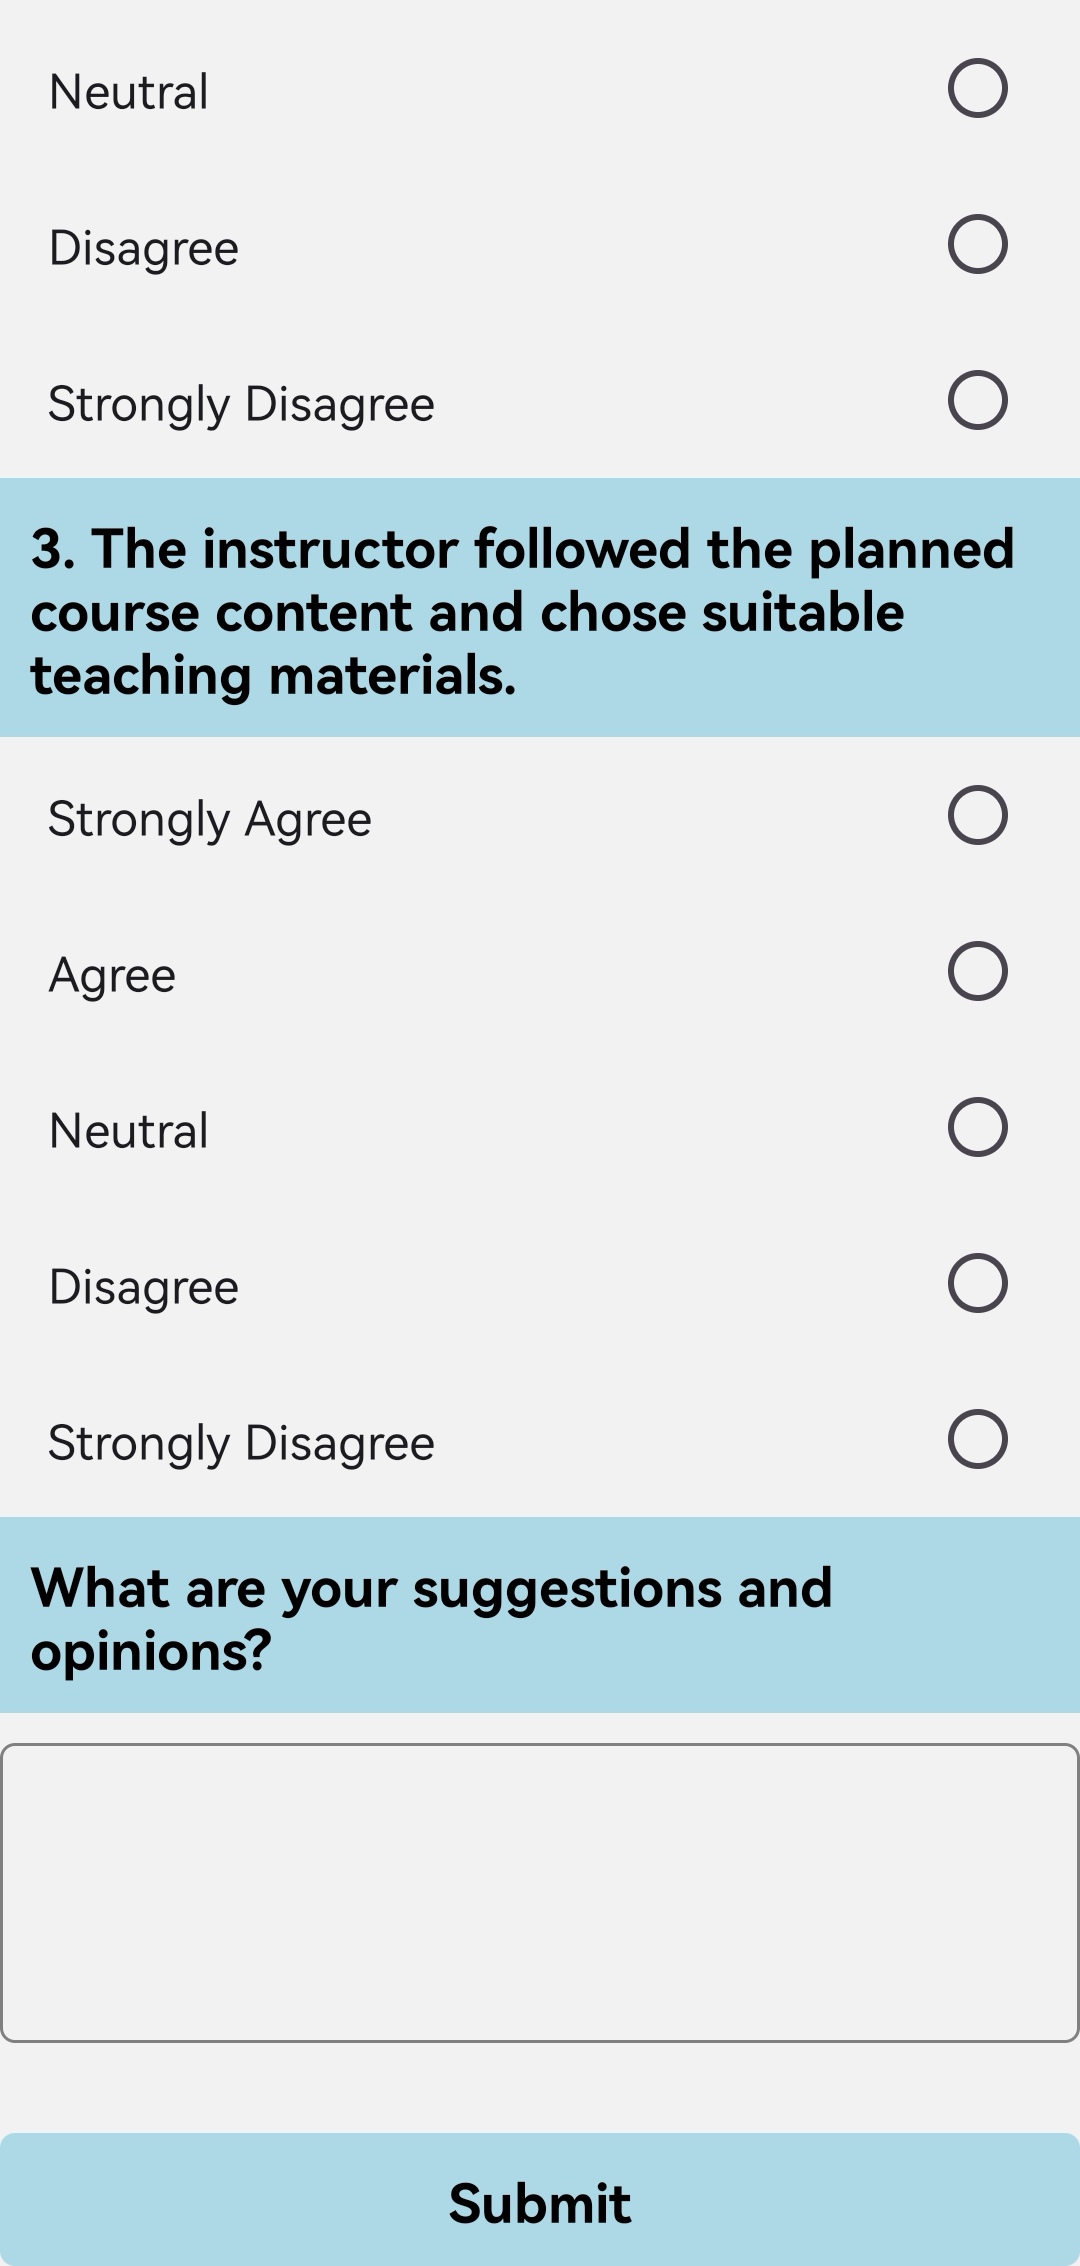 Neutral
Disagree
Strongly Disagree
3. The instructor followed the planned
course content and chose suitable
teaching materials.
Strongly Agree
Agree
Neutral
Disagree
Strongly Disagree
What are your suggestions and
opinions?
Submit